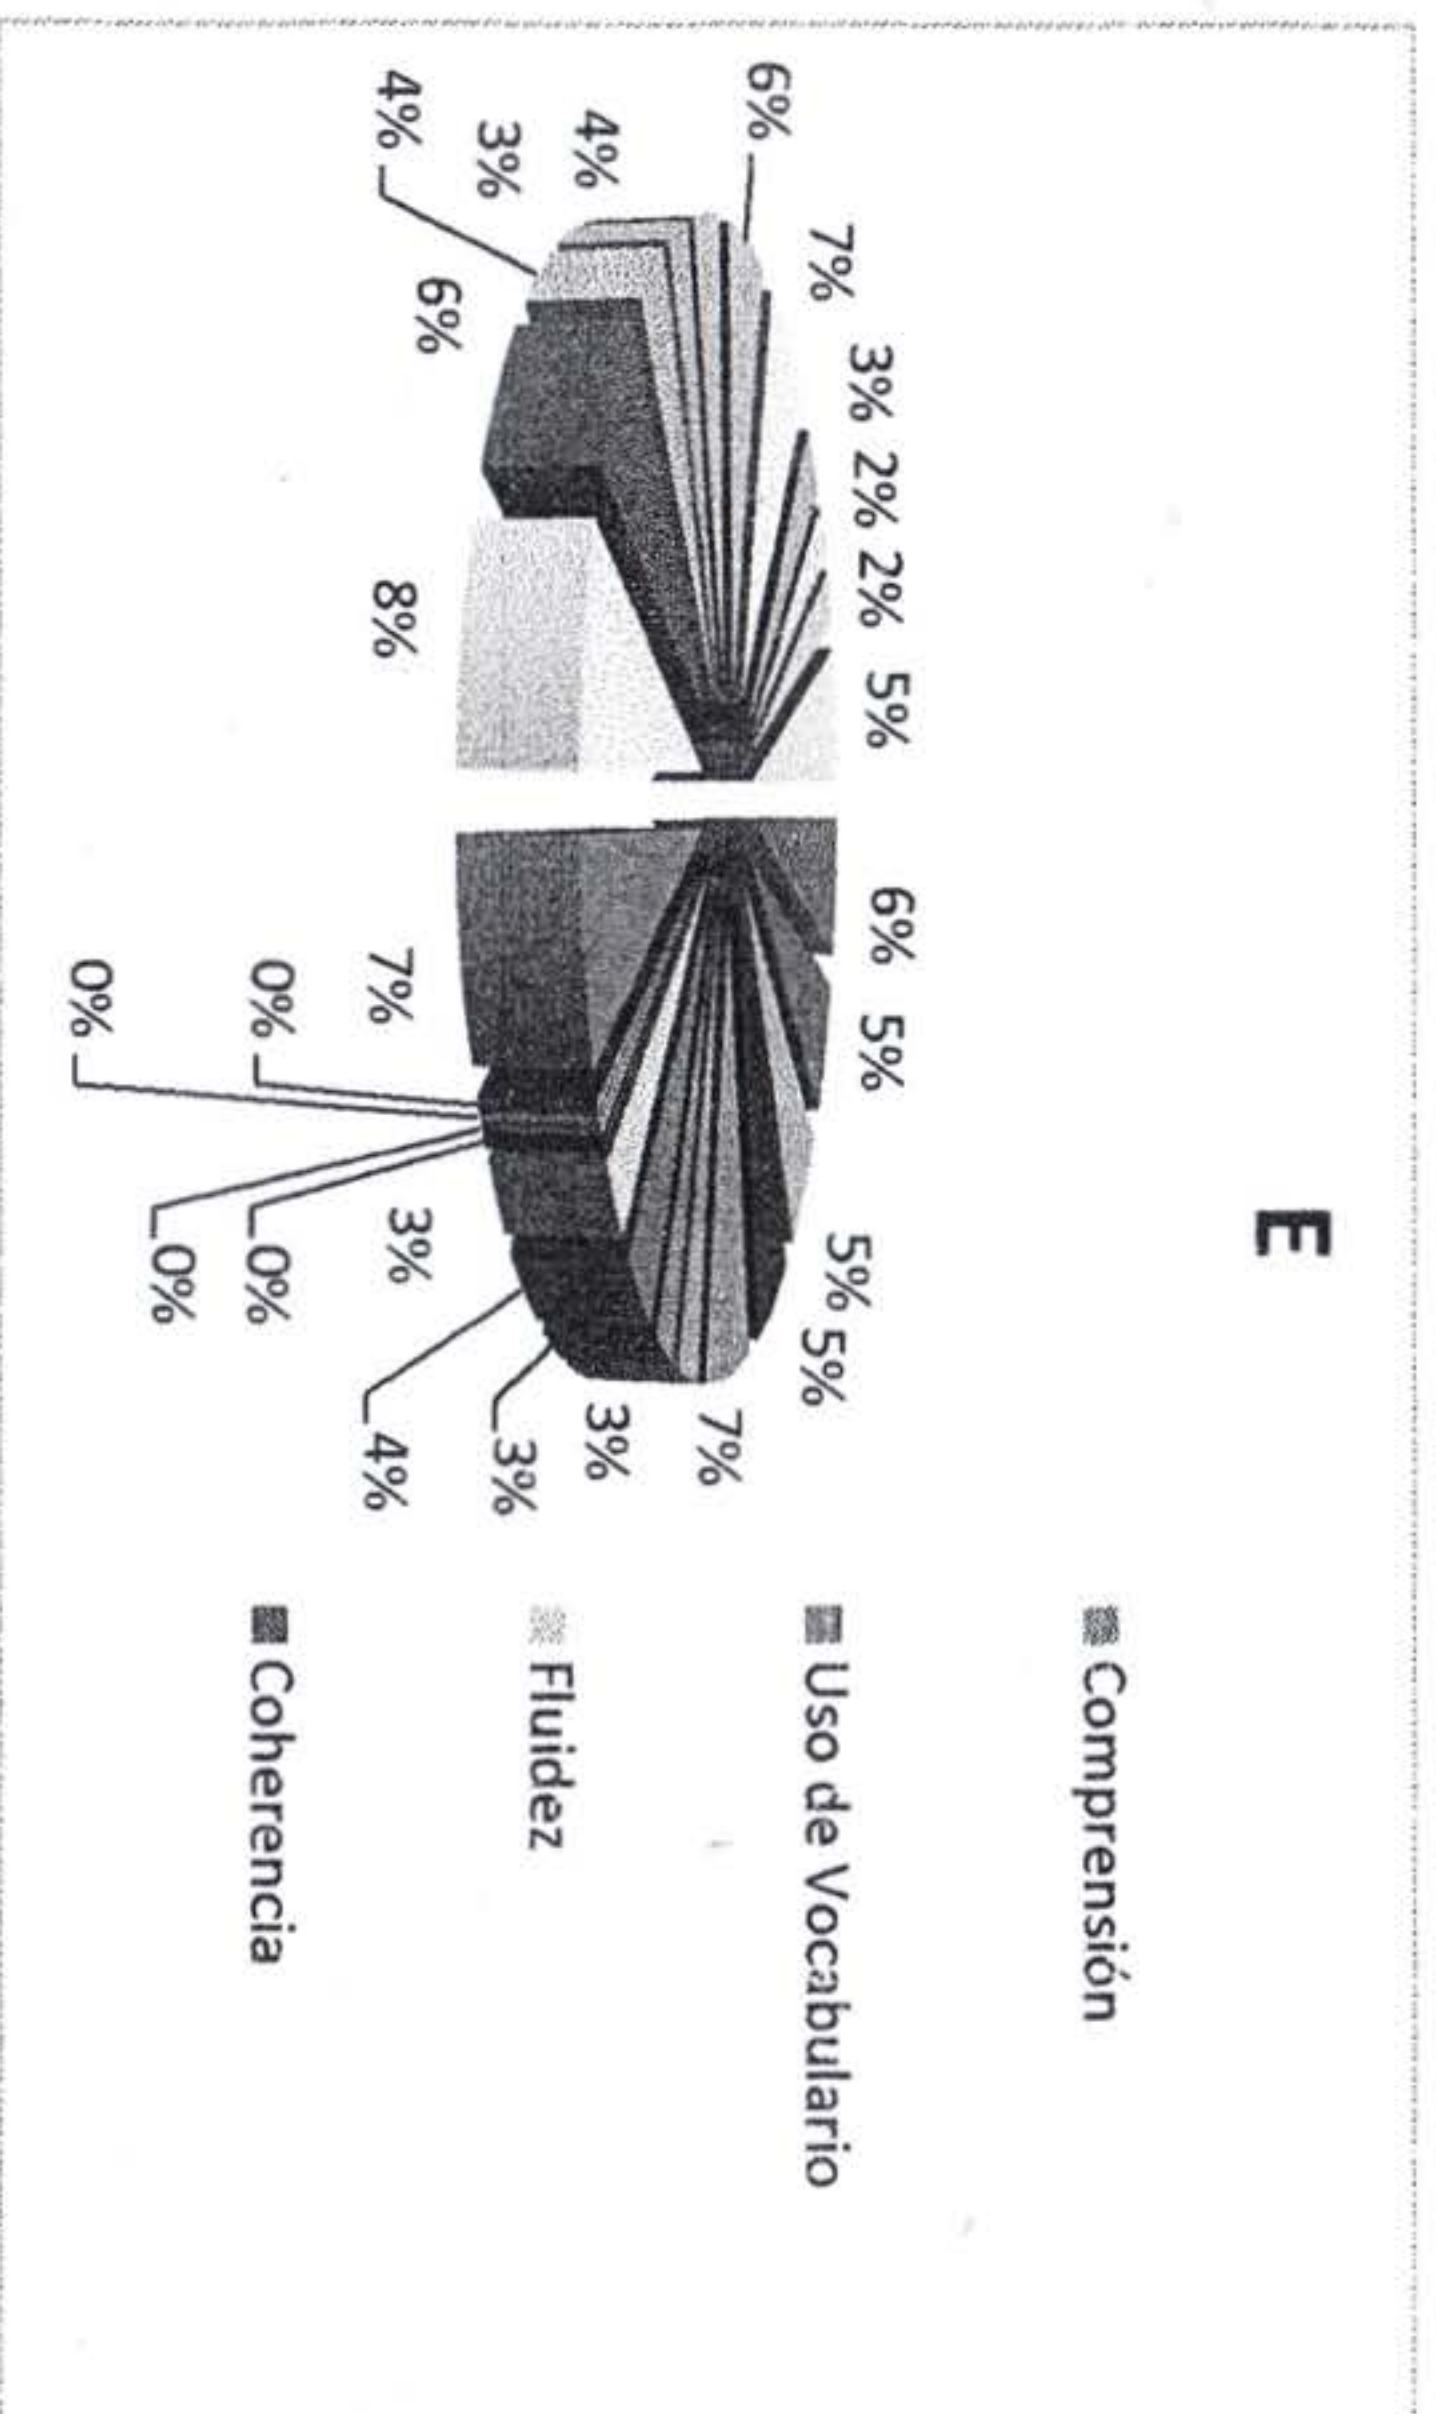 E
3% 2% 2% 5% 6% 5%
7% 5% 5%
6% 7%
4% 3%
3% 3%
6% 3%
4% 8% 7% 4%
0% 0%
0%
0%
Comprensión
Uso de Vocabulario
Fluidez
Coherencia